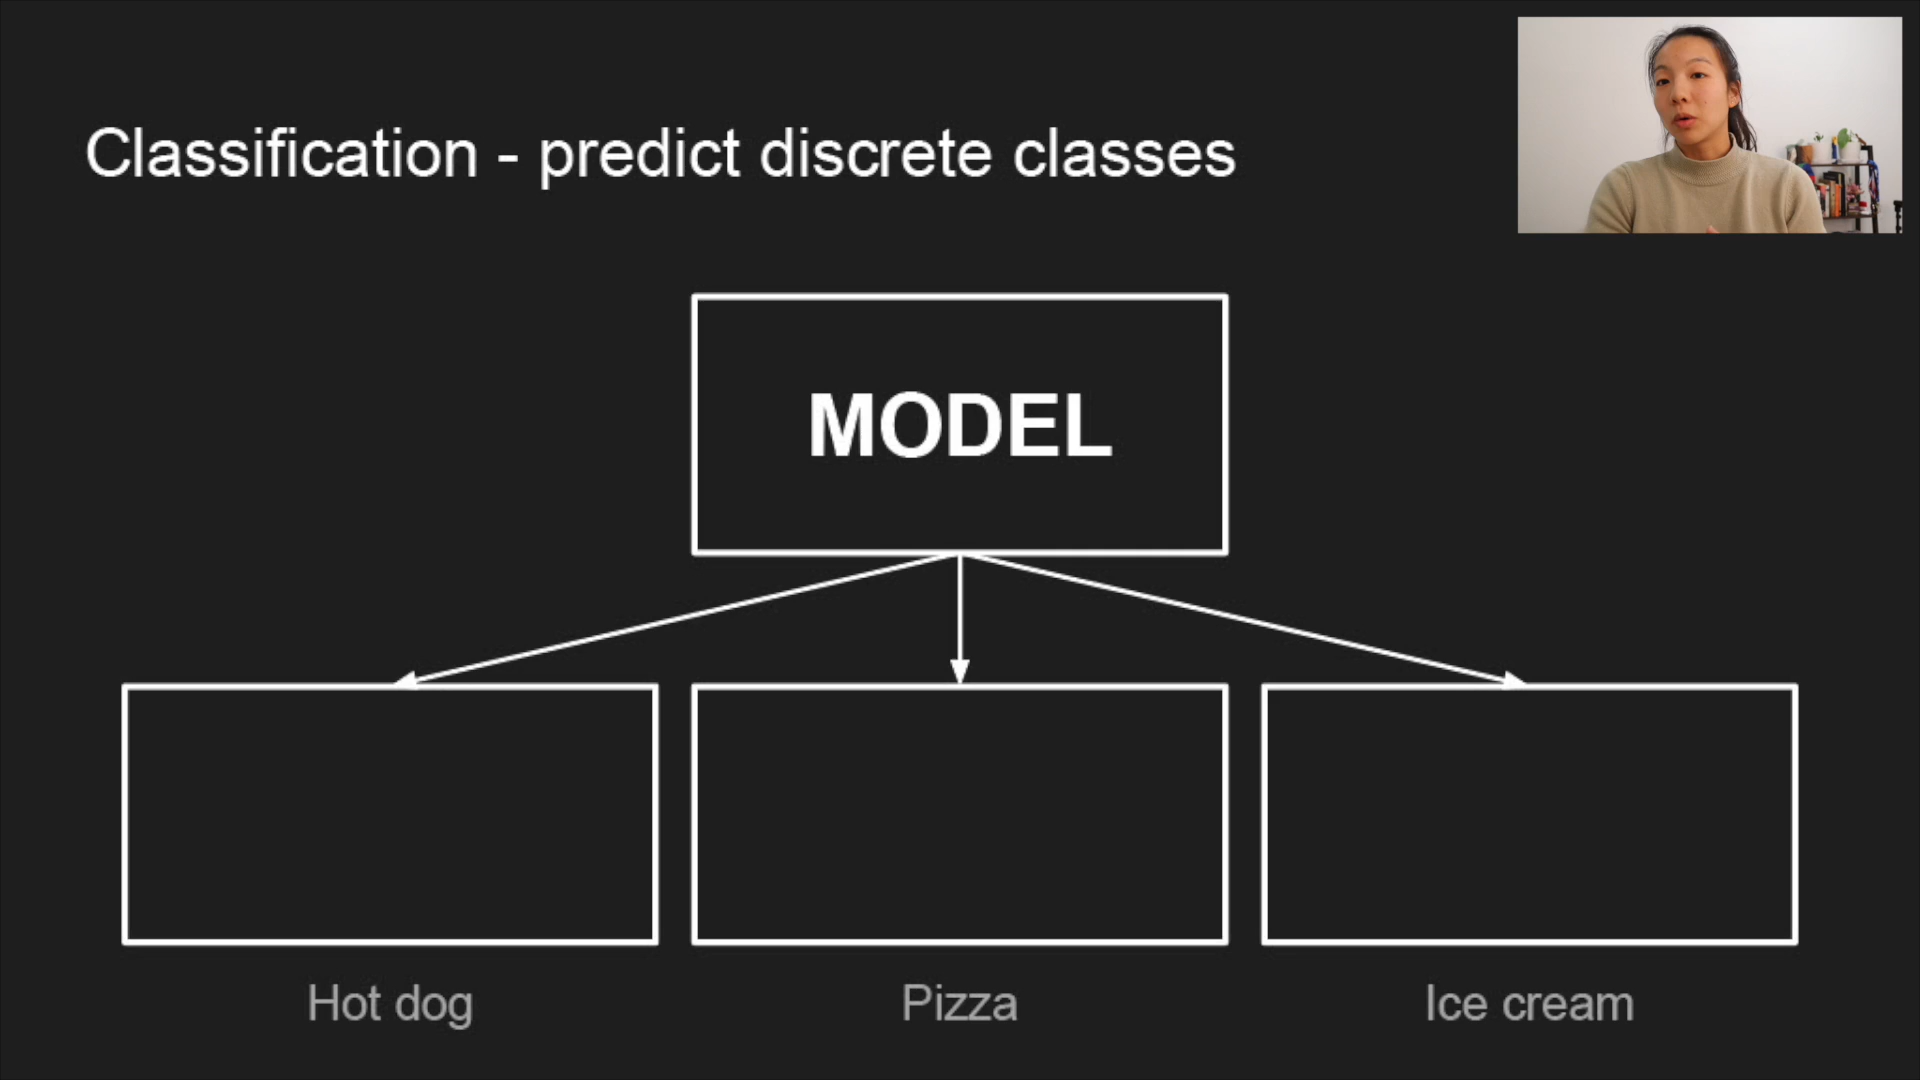 Classification - predict discrete classes
MODEL
Hot dog
Pizza
Ice cream